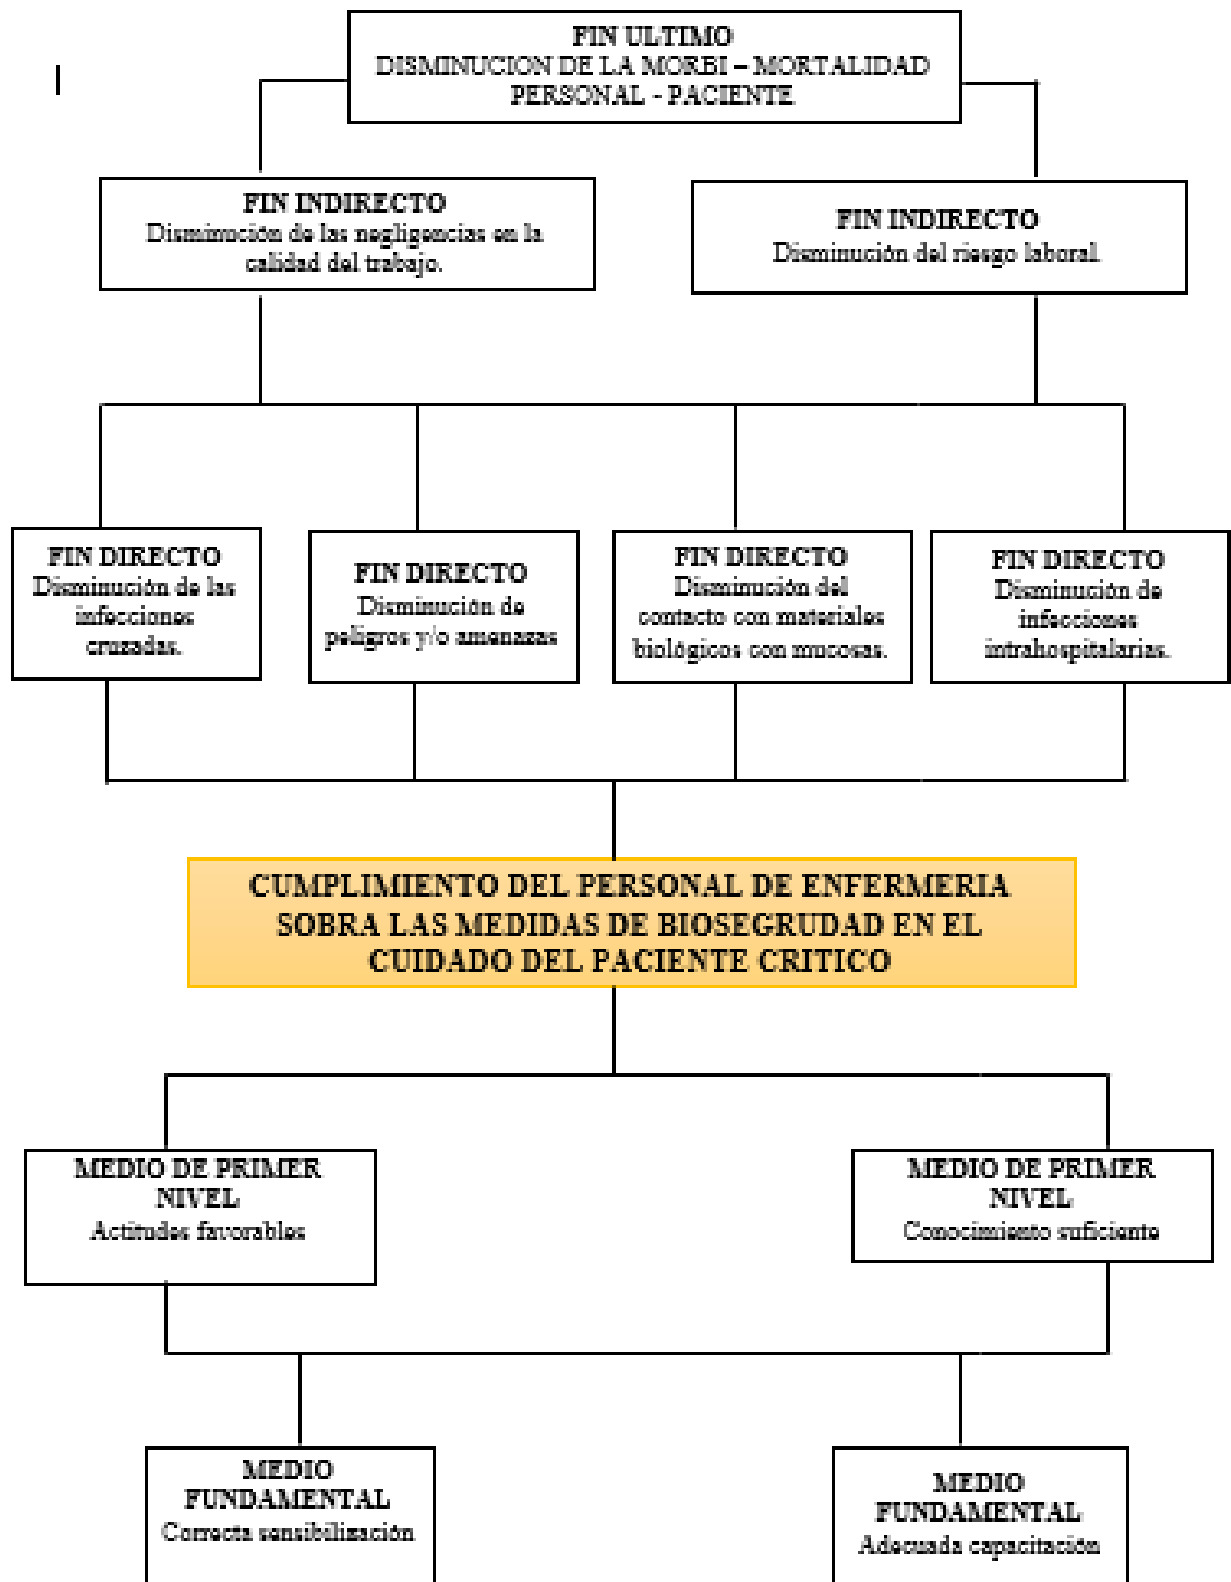 FIN ULTIMO
DISMINUCION DE LA MORBI – MORTALIDAD
PERSONAL - PACIENTE
FIN INDIRECTO
Disminución de las negligencias en la
calidad del trabajo.
FIN INDIRECTO
Disminución del riesgo laboral.
FIN DIRECTO
Disminución de las
infecciones
cruzadas.
FIN DIRECTO
Disminución de
peligros y/o amenazas
FIN DIRECTO
Disminución del
contacto con materiales
biológicos con mucosas.
FIN DIRECTO
Disminución de
infecciones
intrahospitalarias.
CUMPLIMIENTO DEL PERSONAL DE ENFERMERIA
SOBRA LAS MEDIDAS DE BIOSEGRUDAD EN EL
CUIDADO DEL PACIENTE CRITICO
MEDIO DE PRIMER
NIVEL
Actitudes favorables
MEDIO DE PRIMER
NIVEL
Conocimiento suficiente
MEDIO
FUNDAMENTAL
Correcta sensibilización
MEDIO
FUNDAMENTAL
Adecuada capacitación